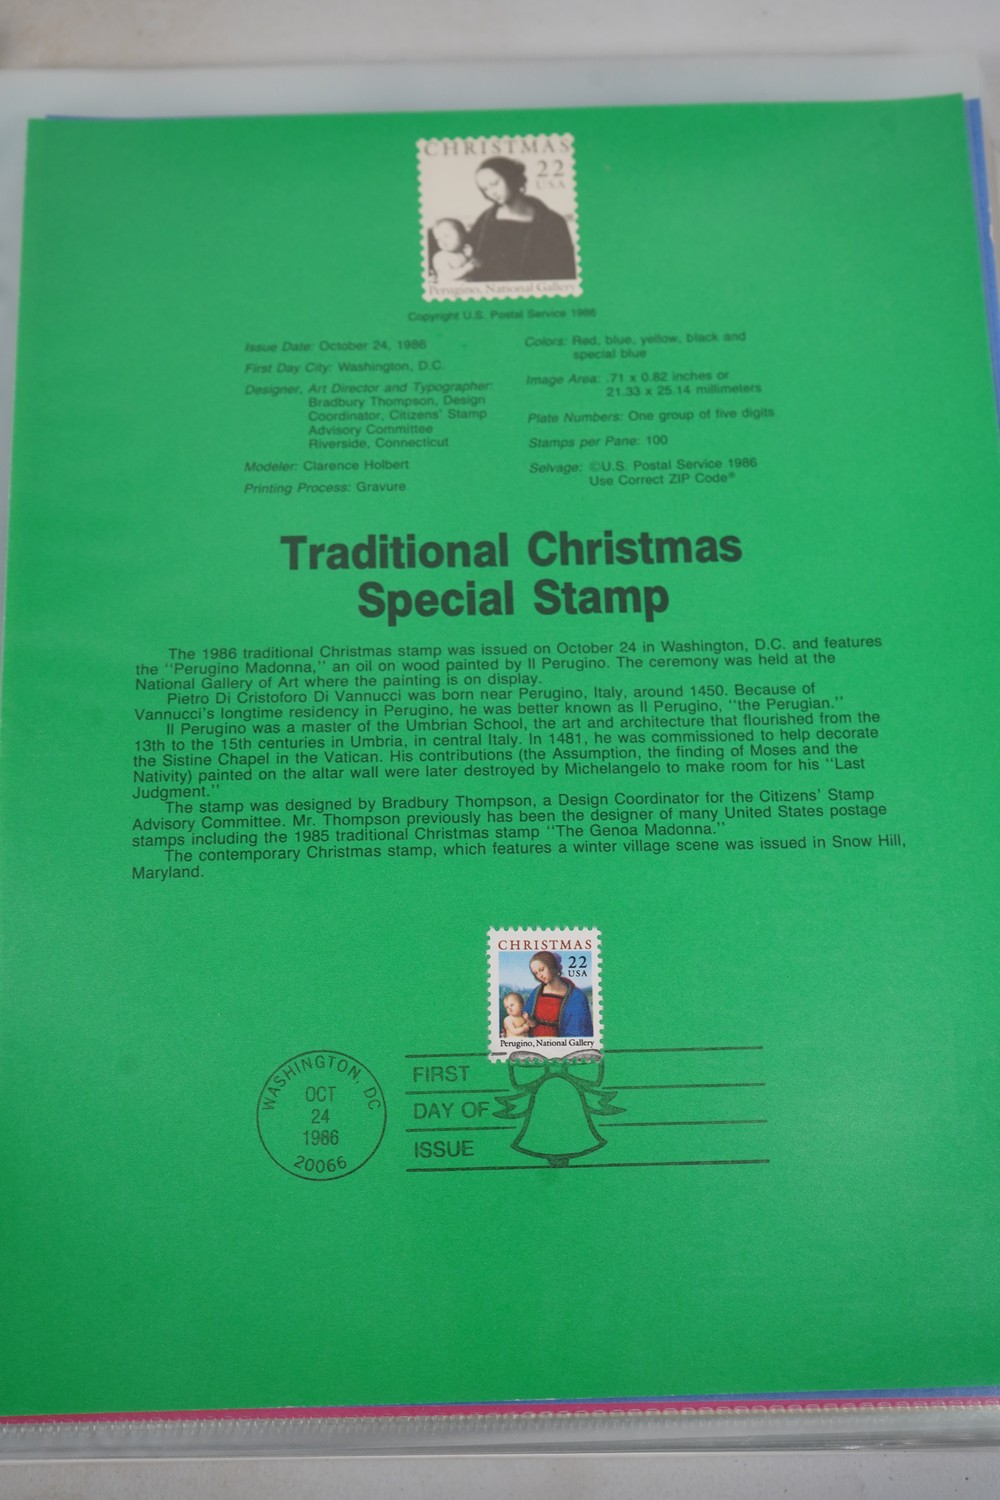 CHRISTMAS
22
USA
Perugino, National Gallery
Copyright U.S. Postal Service 1986
Issue Date: October 24, 1986
First Day City: Washington, D.C.
Designer, Art Director and Typographer:
Bradbury Thompson, Design
Coordinator, Citizens' Stamp
Advisory Committee
Riverside, Connecticut
Modeler: Clarence Holbert
Printing Process: Gravure
Colors: Red, blue, yellow, black and
special blue
Image Area: .71 x 0.82 inches or
21.33 x 25.14 millimeters
Plate Numbers: One group of five digits
Stamps per Pane: 100
Selvage: ©U.S. Postal Service 1986
Use Correct ZIP Code®
Traditional Christmas
Special Stamp
The 1986 traditional Christmas stamp was issued on October 24 in Washington, D.C. and features
the "Perugino Madonna," an oil on wood painted by Il Perugino. The ceremony was held at the
National Gallery of Art where the painting is on display.
Pietro Di Cristoforo Di Vannucci was born near Perugino, Italy, around 1450. Because of
Vannucci's longtime residency in Perugino, he was better known as Il Perugino, "the Perugian."
Il Perugino was a master of the Umbrian School, the art and architecture that flourished from the
13th to the 15th centuries in Umbria, in central Italy. In 1481, he was commissioned to help decorate
the Sistine Chapel in the Vatican. His contributions (the Assumption, the finding of Moses and the
Nativity) painted on the altar wall were later destroyed by Michelangelo to make room for his "Last
Judgment."
The stamp was designed by Bradbury Thompson, a Design Coordinator for the Citizens' Stamp
Advisory Committee. Mr. Thompson previously has been the designer of many United States postage
stamps including the 1985 traditional Christmas stamp "The Genoa Madonna."
The contemporary Christmas stamp, which features a winter village scene was issued in Snow Hill,
Maryland.
CHRISTMAS
22
USA
Perugino, National Gallery
WASHINGTON, DC
OCT
24
1986
20066
FIRST
DAY OF
ISSUE